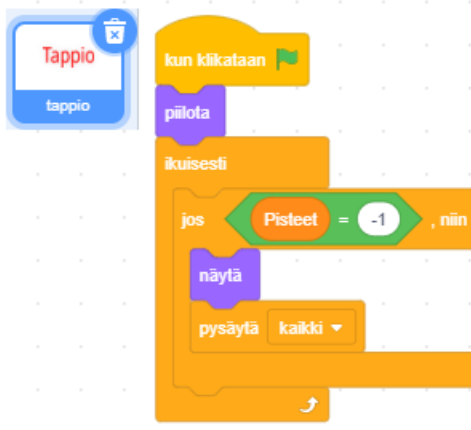 Tappio
tappio
kun klikataan
piilota
ikuisesti
jos Pisteet = -1 , niin
näytä
pysäytä kaikki